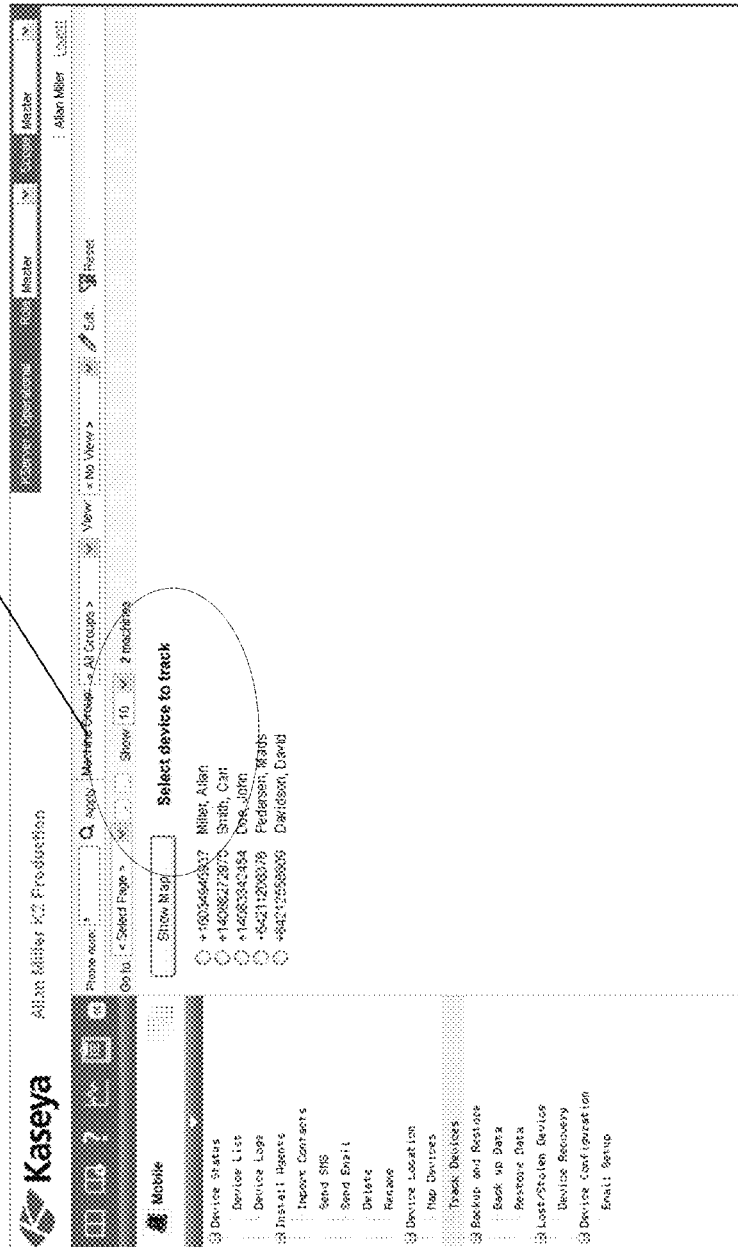 Kaseya
Allan Miller K2 Production
Master
Master
Allan Miller
Apply
Machine Group:
< All Groups >
View:
< No View >
Edit...
Reset
Go to:
< Select Page >
Show
10
2 machines
Mobile
Device Status
Device List
Device Logs
Install Agents
Import Contacts
Send SMS
Send Email
Delete
Rename
Device Location
Map Devices
Track Devices
Backup and Restore
Back up Data
Restore Data
Lost/Stolen Device
Device Recovery
Device Configuration
Email Setup
Show Map
Select device to track
Miller, Allan
Smith, Carl
Doe, John
Pedersen, Mads
Davidson, David